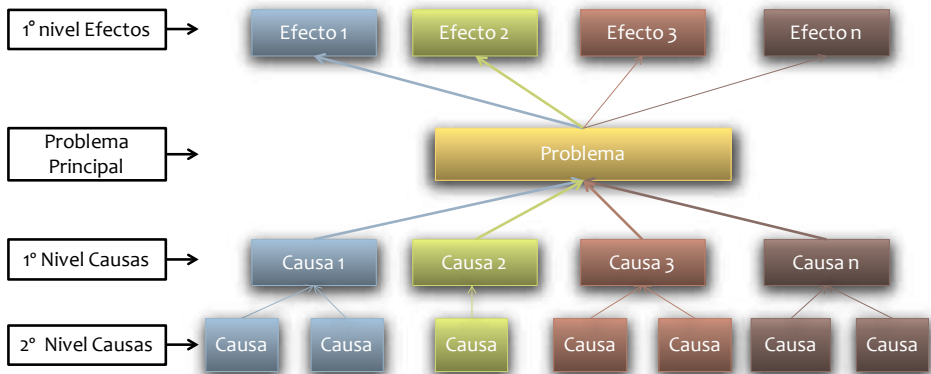 1° nivel Efectos
Efecto 1
Efecto 2
Efecto 3
Efecto n
Problema
Principal
Problema
1° Nivel Causas
Causa 1
Causa 2
Causa 3
Causa n
2° Nivel Causas
Causa
Causa
Causa
Causa
Causa
Causa
Causa